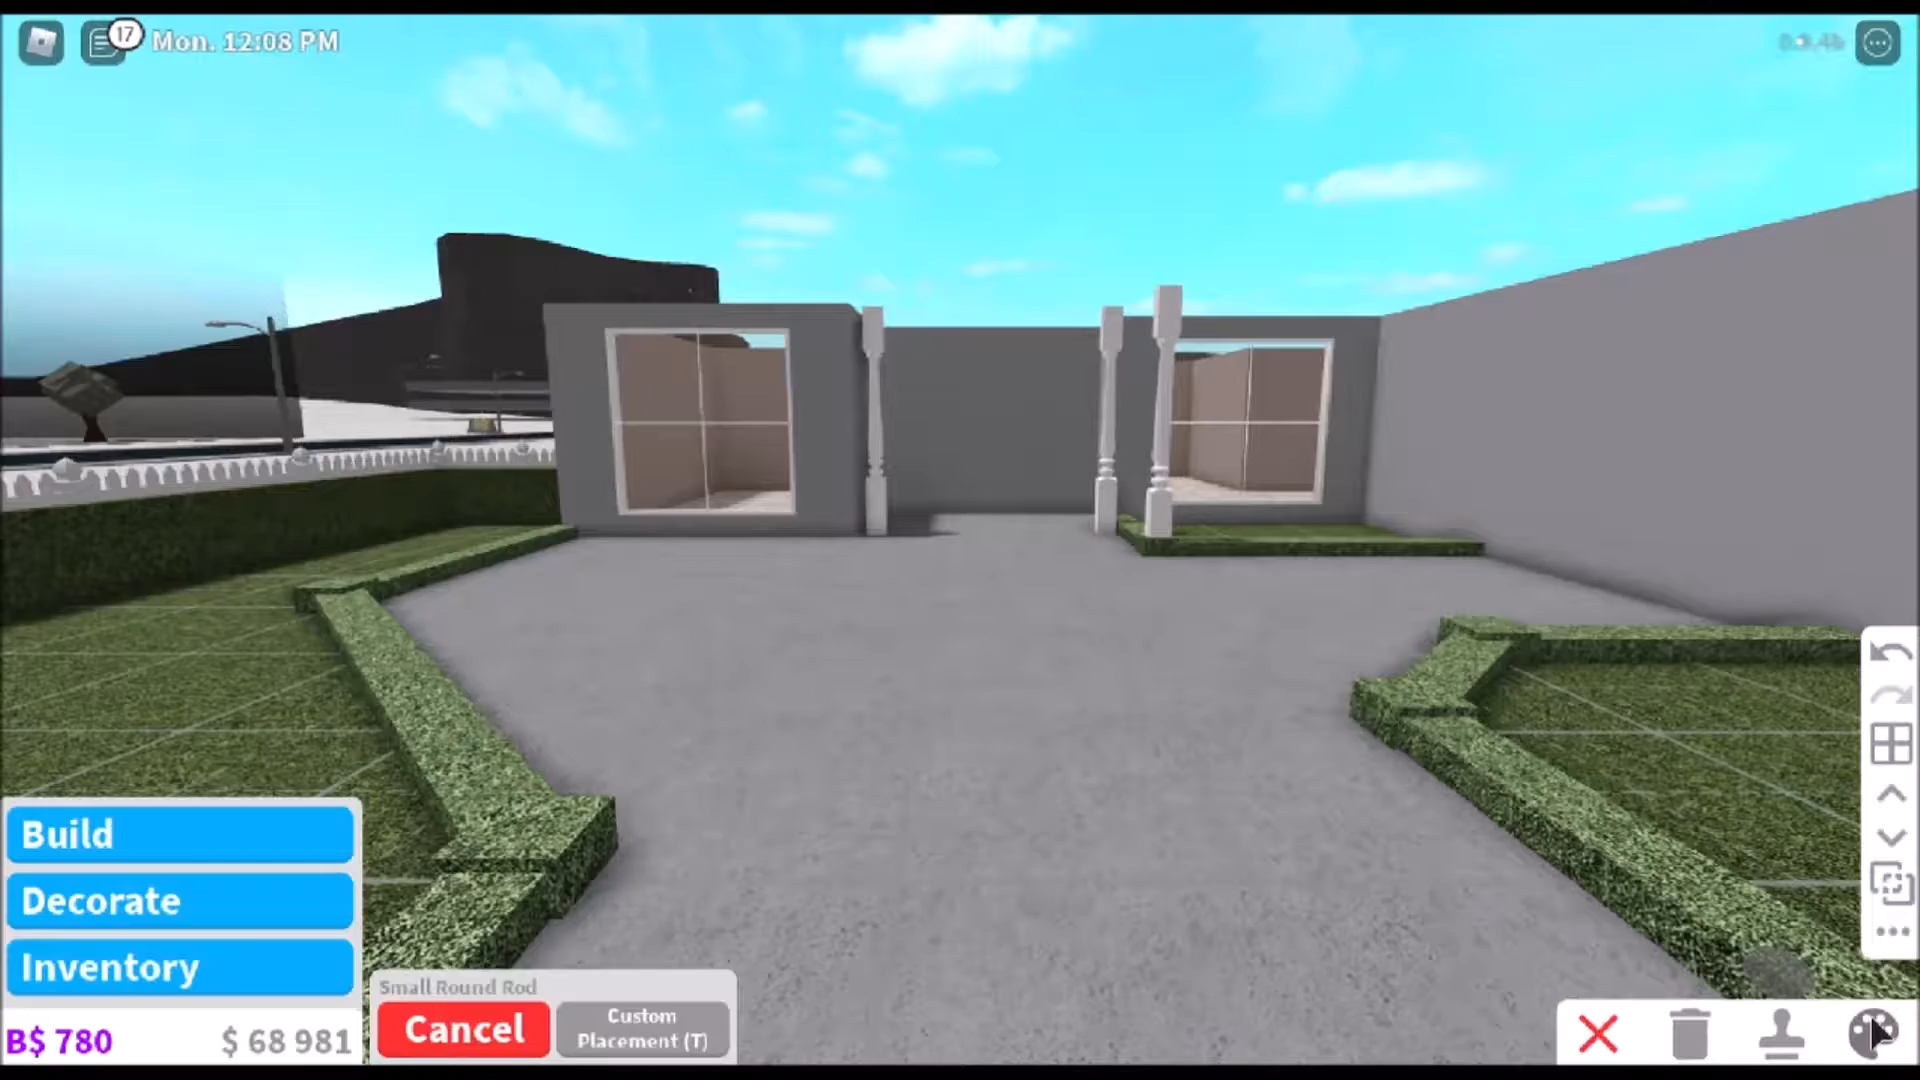 17
Mon. 12:08 PM
Build
Decorate
Inventory
B$ 780
$ 68 981
Small Round Rod
Cancel
Custom
Placement (T)